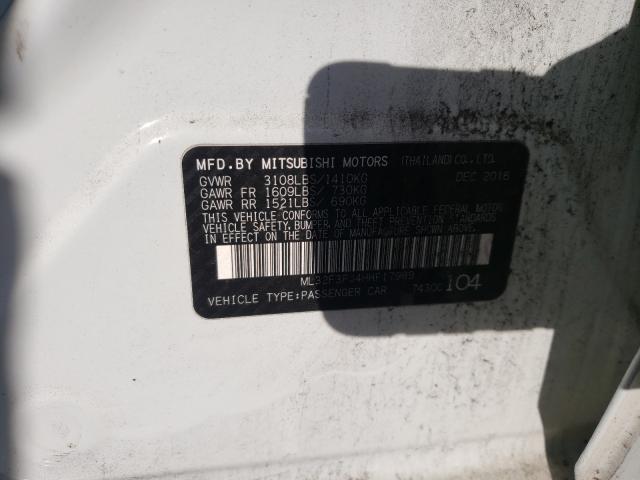 MFD.BY MITSUBISHI MOTORS (THAILAND) CO., LTD.
GVWR 3108LBS/1410KG DEC 2016
GAWR FR 1609LBS/ 730KG
GAWR RR 1521LBS/ 690KG
THIS VEHICLE CONFORMS TO ALL APPLICABLE FEDERAL MOTOR
VEHICLE SAFETY, BUMPER, AND THEFT PREVENTION STANDARDS
IN EFFECT ON THE DATE OF MANUFACTURE SHOWN ABOVE.
ML32F3FJ4HHF17989
VEHICLE TYPE:PASSENGER CAR 7430C 104